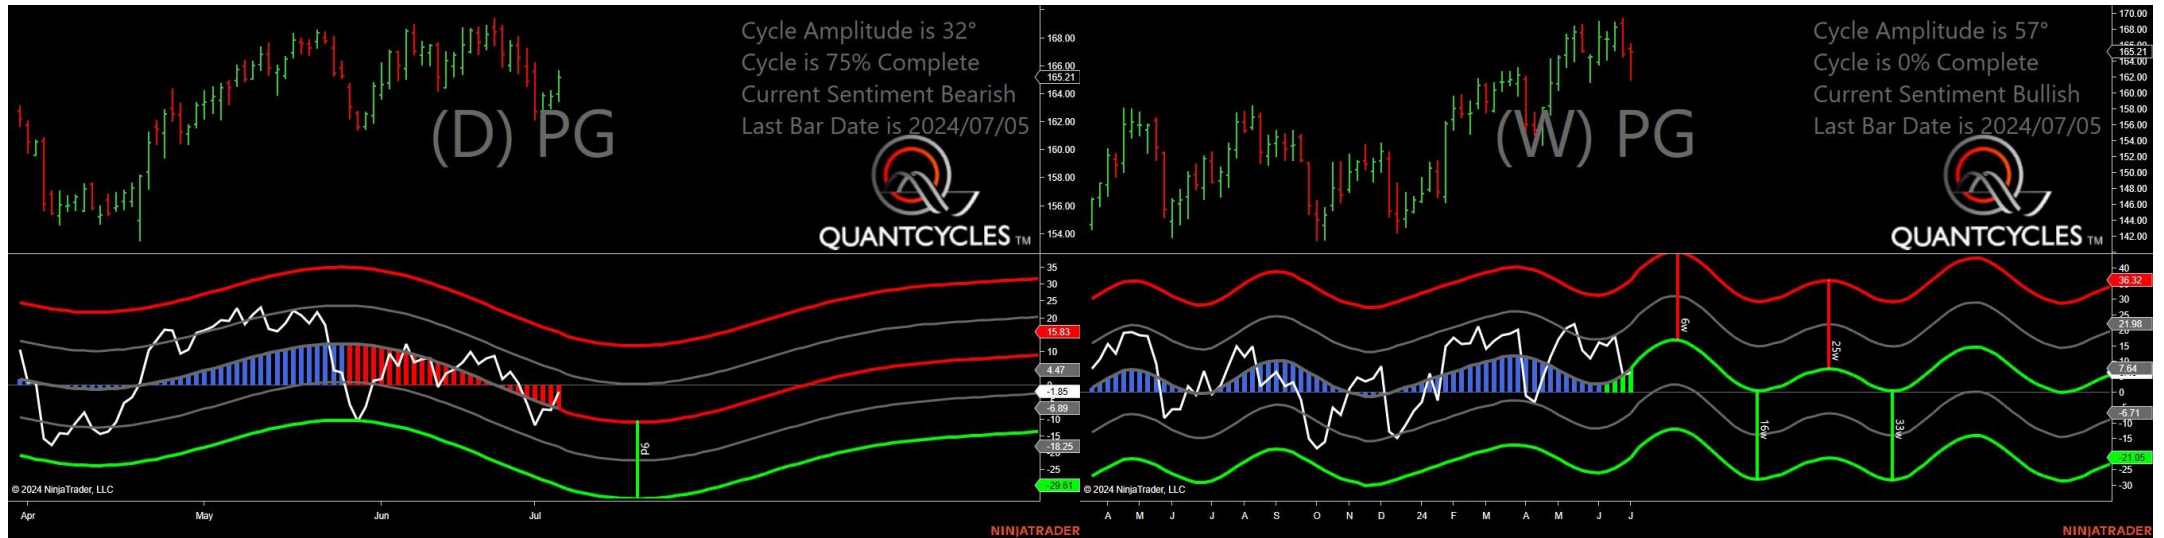 Cycle Amplitude is 32°
Cycle is 75% Complete
Current Sentiment Bearish
Last Bar Date is 2024/07/05
(D) PG
QUANTCYCLES TM
168.00
166.00
165.21
164.00
162.00
160.00
158.00
156.00
154.00
35
30
25
20
15.83
10
4.47
-1.85
-6.89
-10
-15
-18.25
-20
-25
-29.61
9d
© 2024 NinjaTrader, LLC
Apr May Jun Jul
NINJATRADER
Cycle Amplitude is 57°
Cycle is 0% Complete
Current Sentiment Bullish
Last Bar Date is 2024/07/05
(W) PG
QUANTCYCLES TM
170.00
168.00
165.21
164.00
162.00
160.00
158.00
156.00
154.00
152.00
150.00
148.00
146.00
144.00
142.00
40
36.32
30
25
21.98
15
10
7.64
0
-5
-6.71
-10
-15
-21.05
-25
-30
6w
25w
16w
33w
© 2024 NinjaTrader, LLC
A M J J A S O N D 24 F M A M J J
NINJATRADER